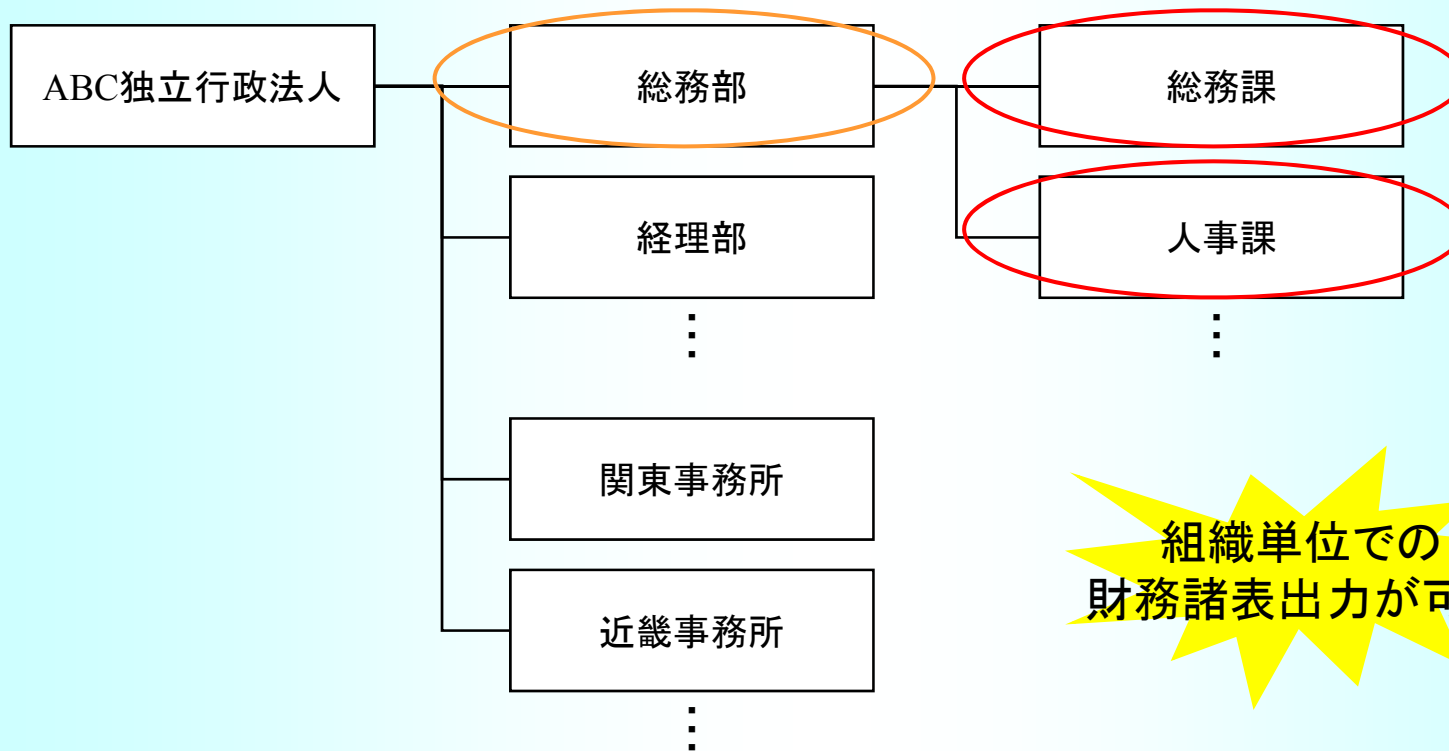 ABC独立行政法人
総務部
総務課
経理部
人事課
関東事務所
近畿事務所
組織単位での
財務諸表出力が可